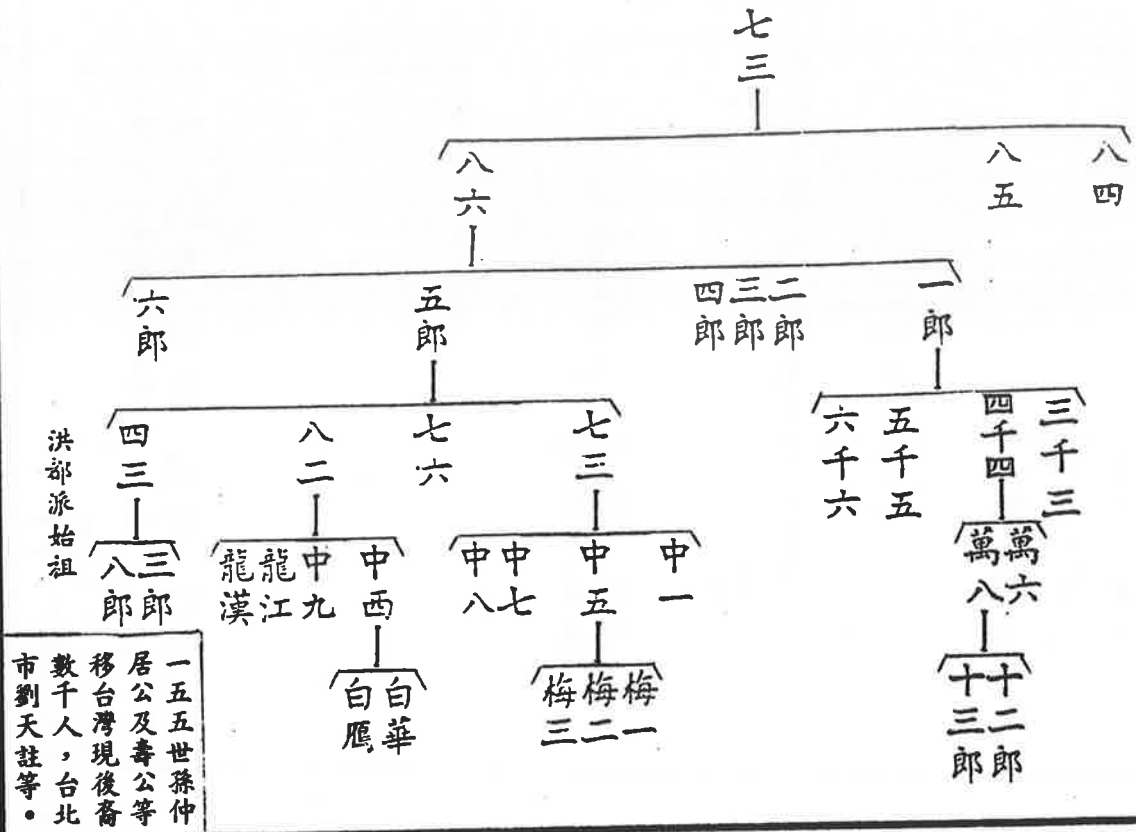 七三
八四
八五
八六
一郎
二郎
三郎
四郎
五郎
六郎
三千三
四千四
五千五
六千六
七三
七六
八二
四三
洪部派始祖
萬六
萬八
中一
中五
中七
中八
中西
中九
龍江
龍漢
三郎
八郎
十二郎
十三郎
梅一
梅二
梅三
白華
白鴈
一五五世孫仲
居公及壽公等
移台灣現後裔
數千人，台北
市劉天註等。